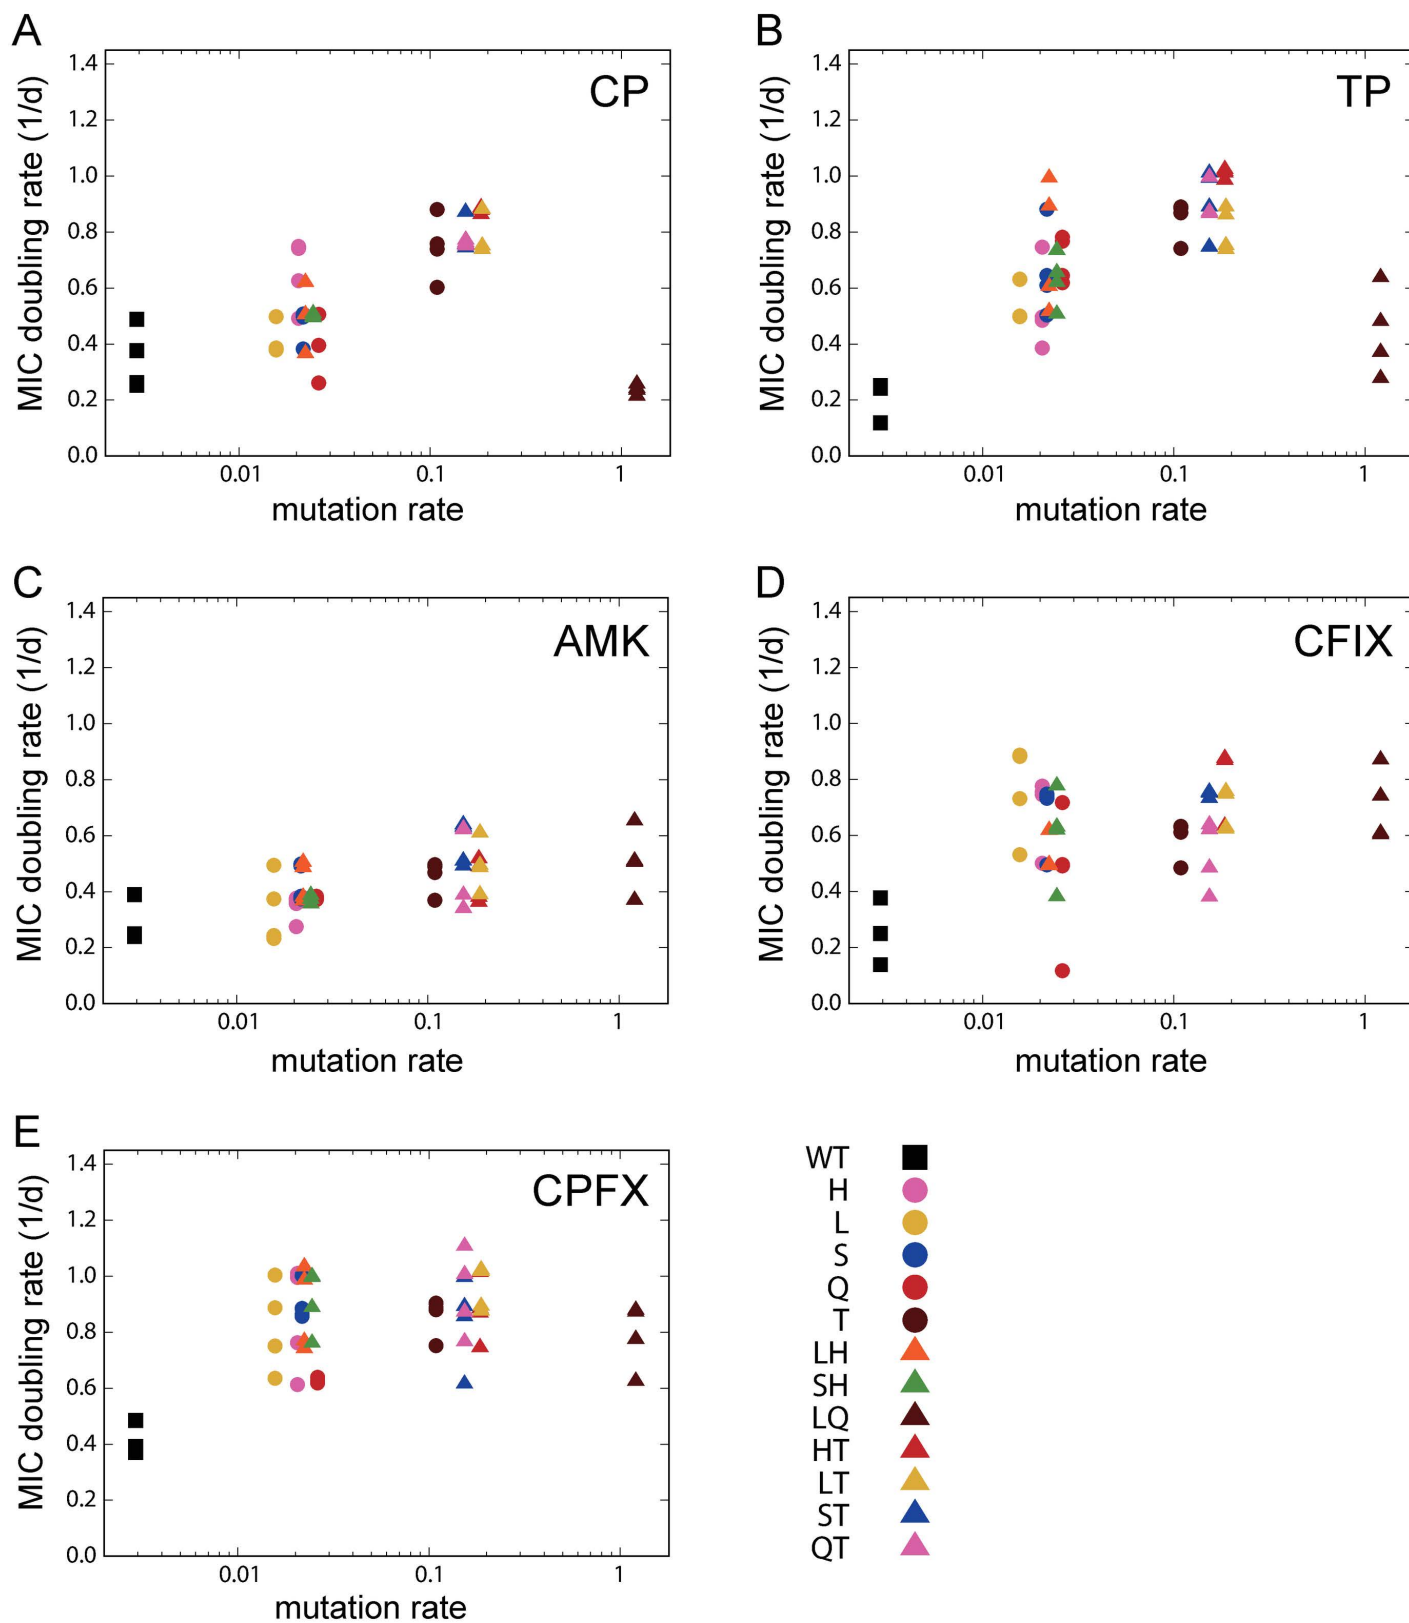 A
CP
MIC doubling rate (1/d)
1.4
1.2
1.0
0.8
0.6
0.4
0.2
0.0
0.01
0.1
1
mutation rate
B
TP
MIC doubling rate (1/d)
1.4
1.2
1.0
0.8
0.6
0.4
0.2
0.0
0.01
0.1
1
mutation rate
C
AMK
MIC doubling rate (1/d)
1.4
1.2
1.0
0.8
0.6
0.4
0.2
0.0
0.01
0.1
1
mutation rate
D
CFIX
MIC doubling rate (1/d)
1.4
1.2
1.0
0.8
0.6
0.4
0.2
0.0
0.01
0.1
1
mutation rate
E
CPFX
MIC doubling rate (1/d)
1.4
1.2
1.0
0.8
0.6
0.4
0.2
0.0
0.01
0.1
1
mutation rate
WT
H
L
S
Q
T
LH
SH
LQ
HT
LT
ST
QT